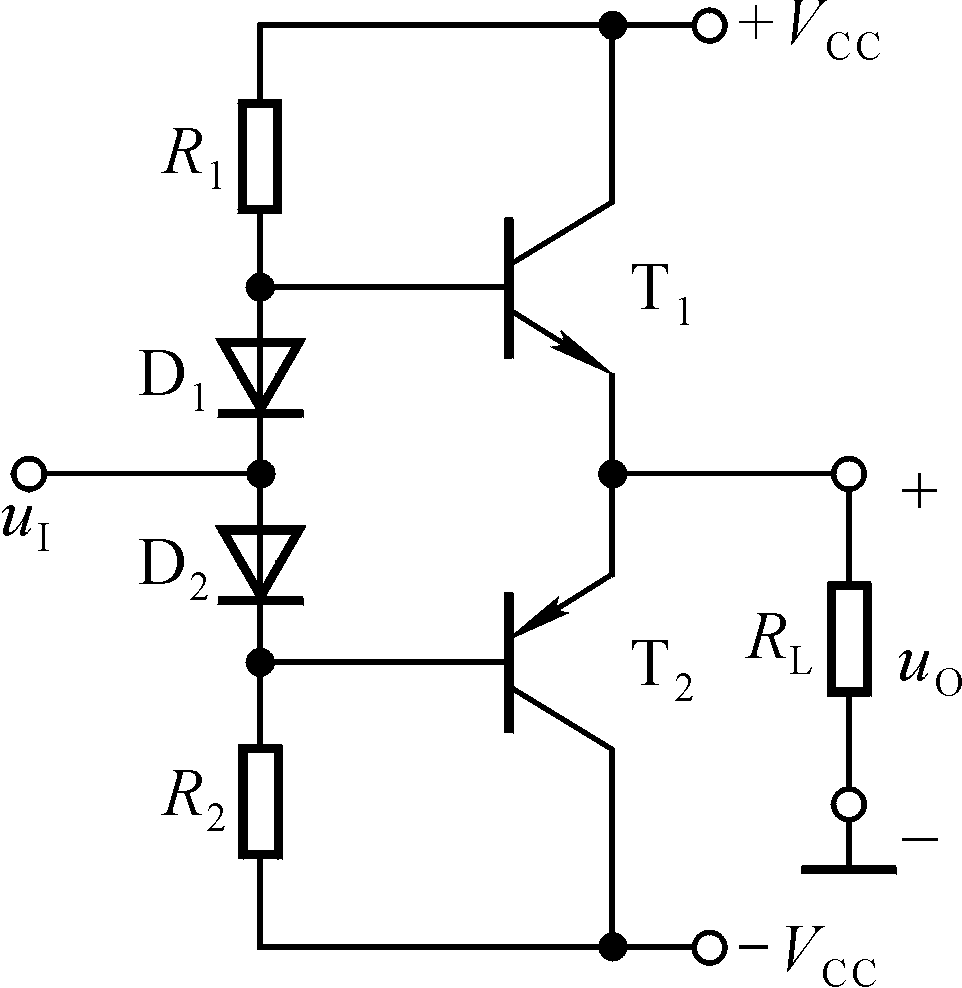 + V_CC
R_1
T_1
D_1
u_I
+
D_2
R_L
u_O
T_2
R_2
−
− V_CC